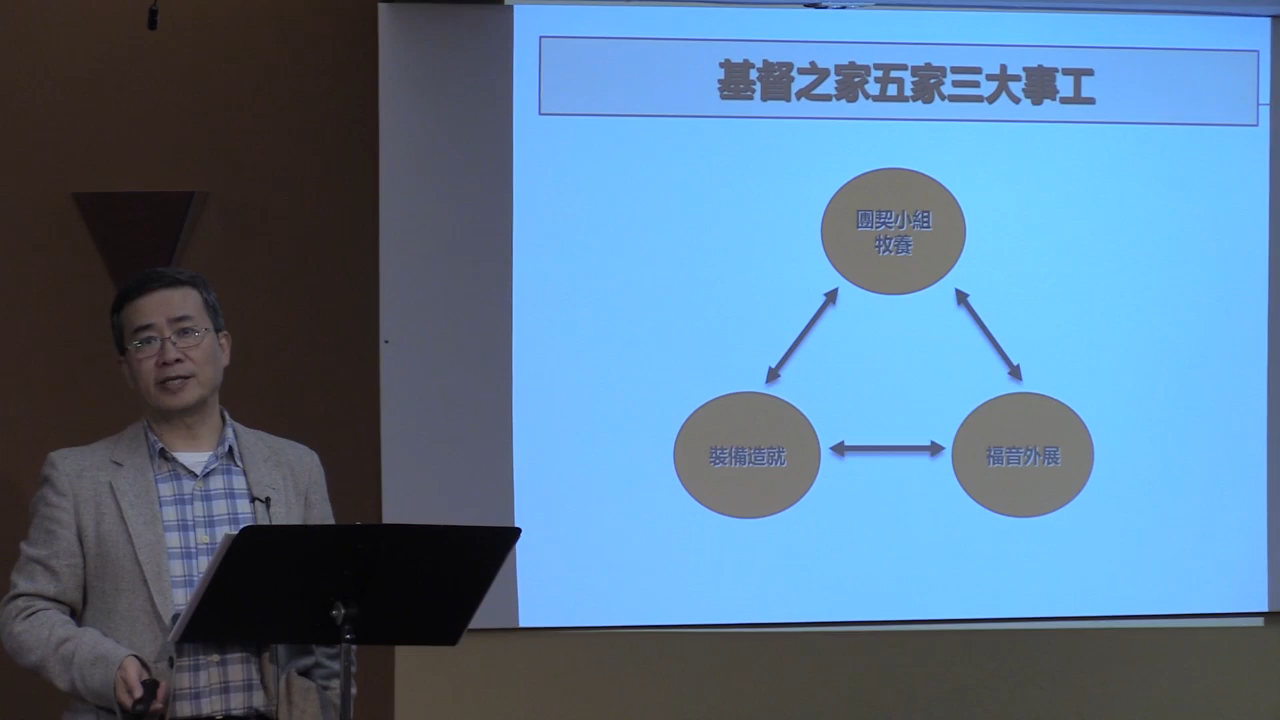 基督之家五家三大事工
團契小組
牧養
裝備造就
福音外展